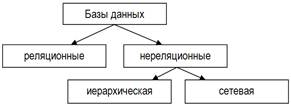 Базы данных
реляционные
нереляционные
иерархическая
сетевая